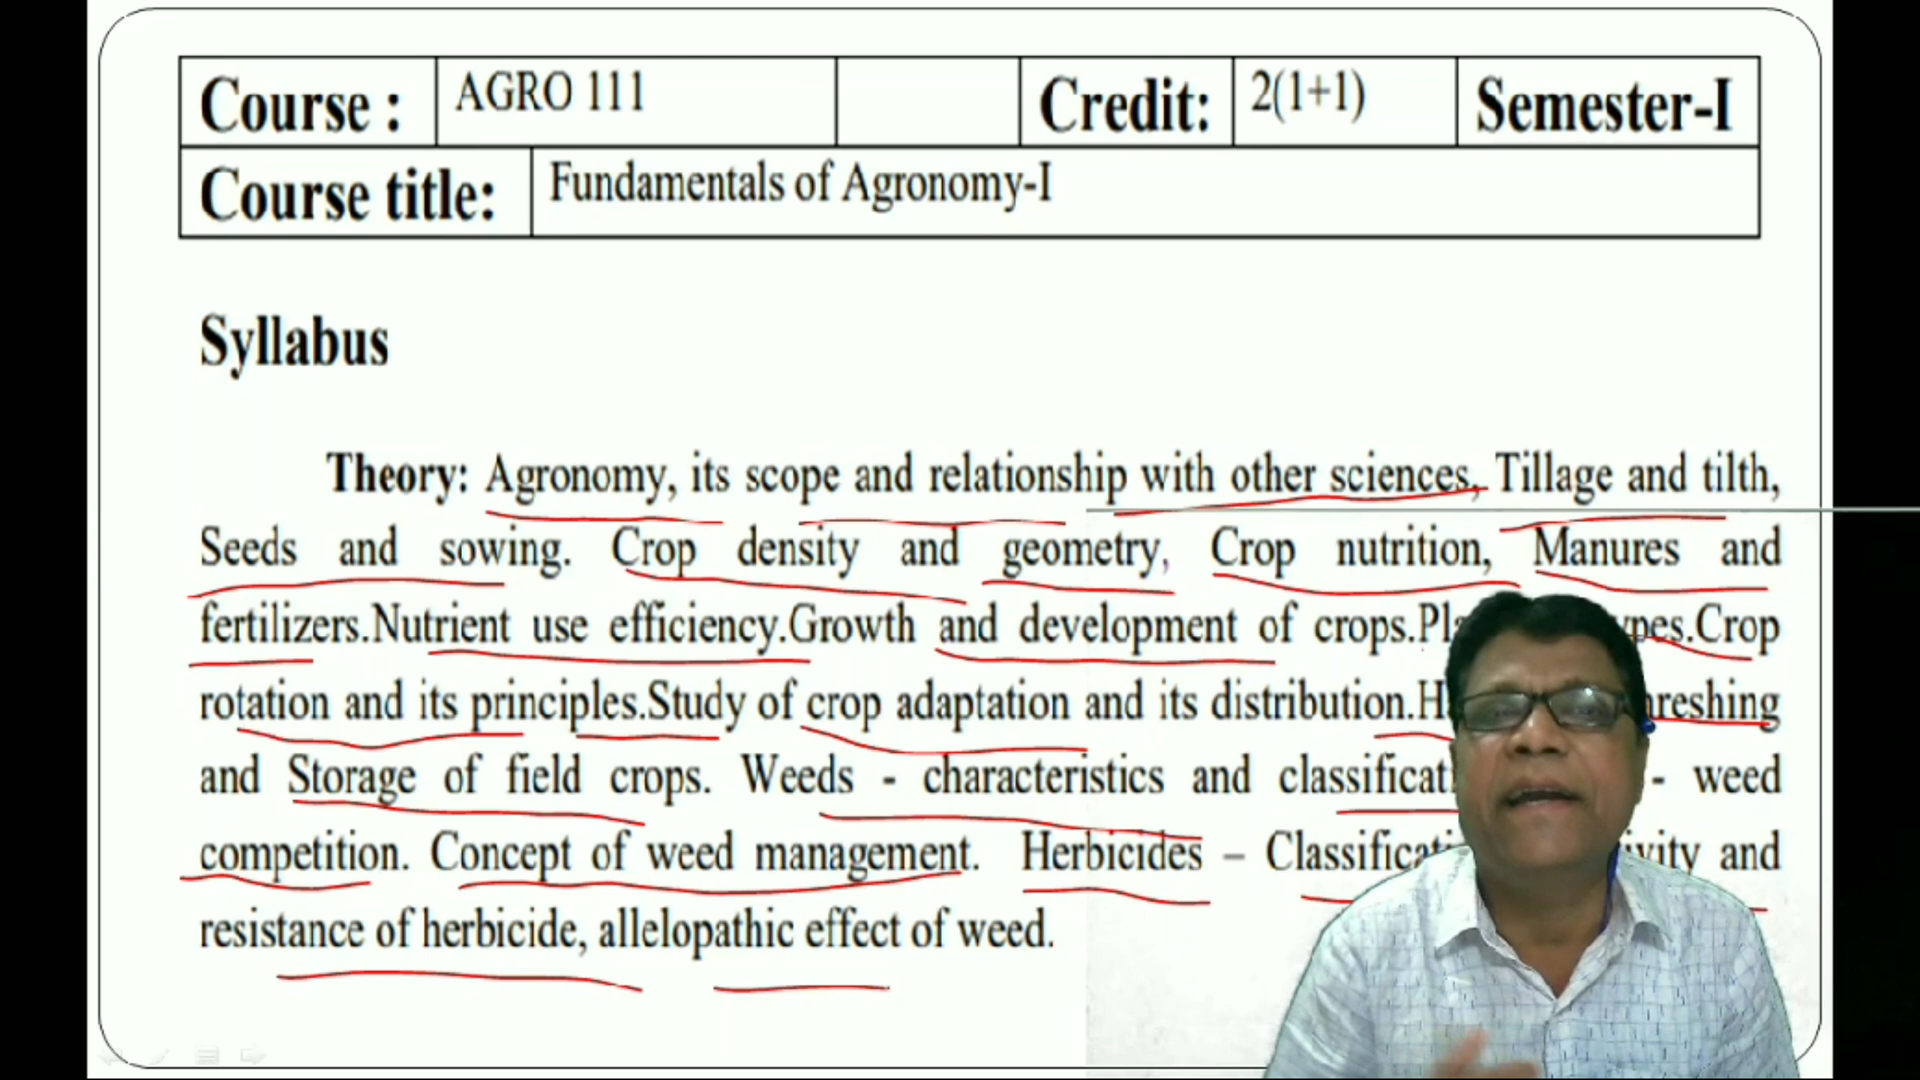 Course : AGRO 111 Credit: 2(1+1) Semester-I
Course title: Fundamentals of Agronomy-I
Syllabus
Theory: Agronomy, its scope and relationship with other sciences, Tillage and tilth,
Seeds and sowing. Crop density and geometry, Crop nutrition, Manures and
fertilizers.Nutrient use efficiency.Growth and development of crops. Crop
rotation and its principles.Study of crop adaptation and its distribution.
and Storage of field crops. Weeds - characteristics and - weed
competition. Concept of weed management. Herbicides – and
resistance of herbicide, allelopathic effect of weed.